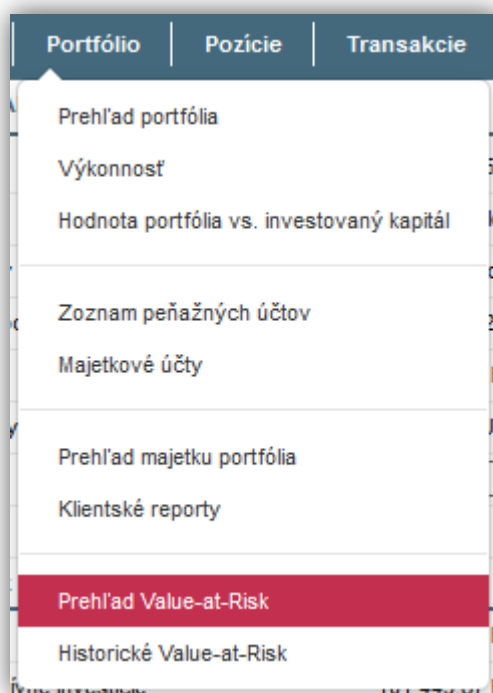 Portfólio Pozície Transakcie
Prehľad portfólia
Výkonnosť
Hodnota portfólia vs. investovaný kapitál
Zoznam peňažných účtov
Majetkové účty
Prehľad majetku portfólia
Klientské reporty
Prehľad Value-at-Risk
Historické Value-at-Risk